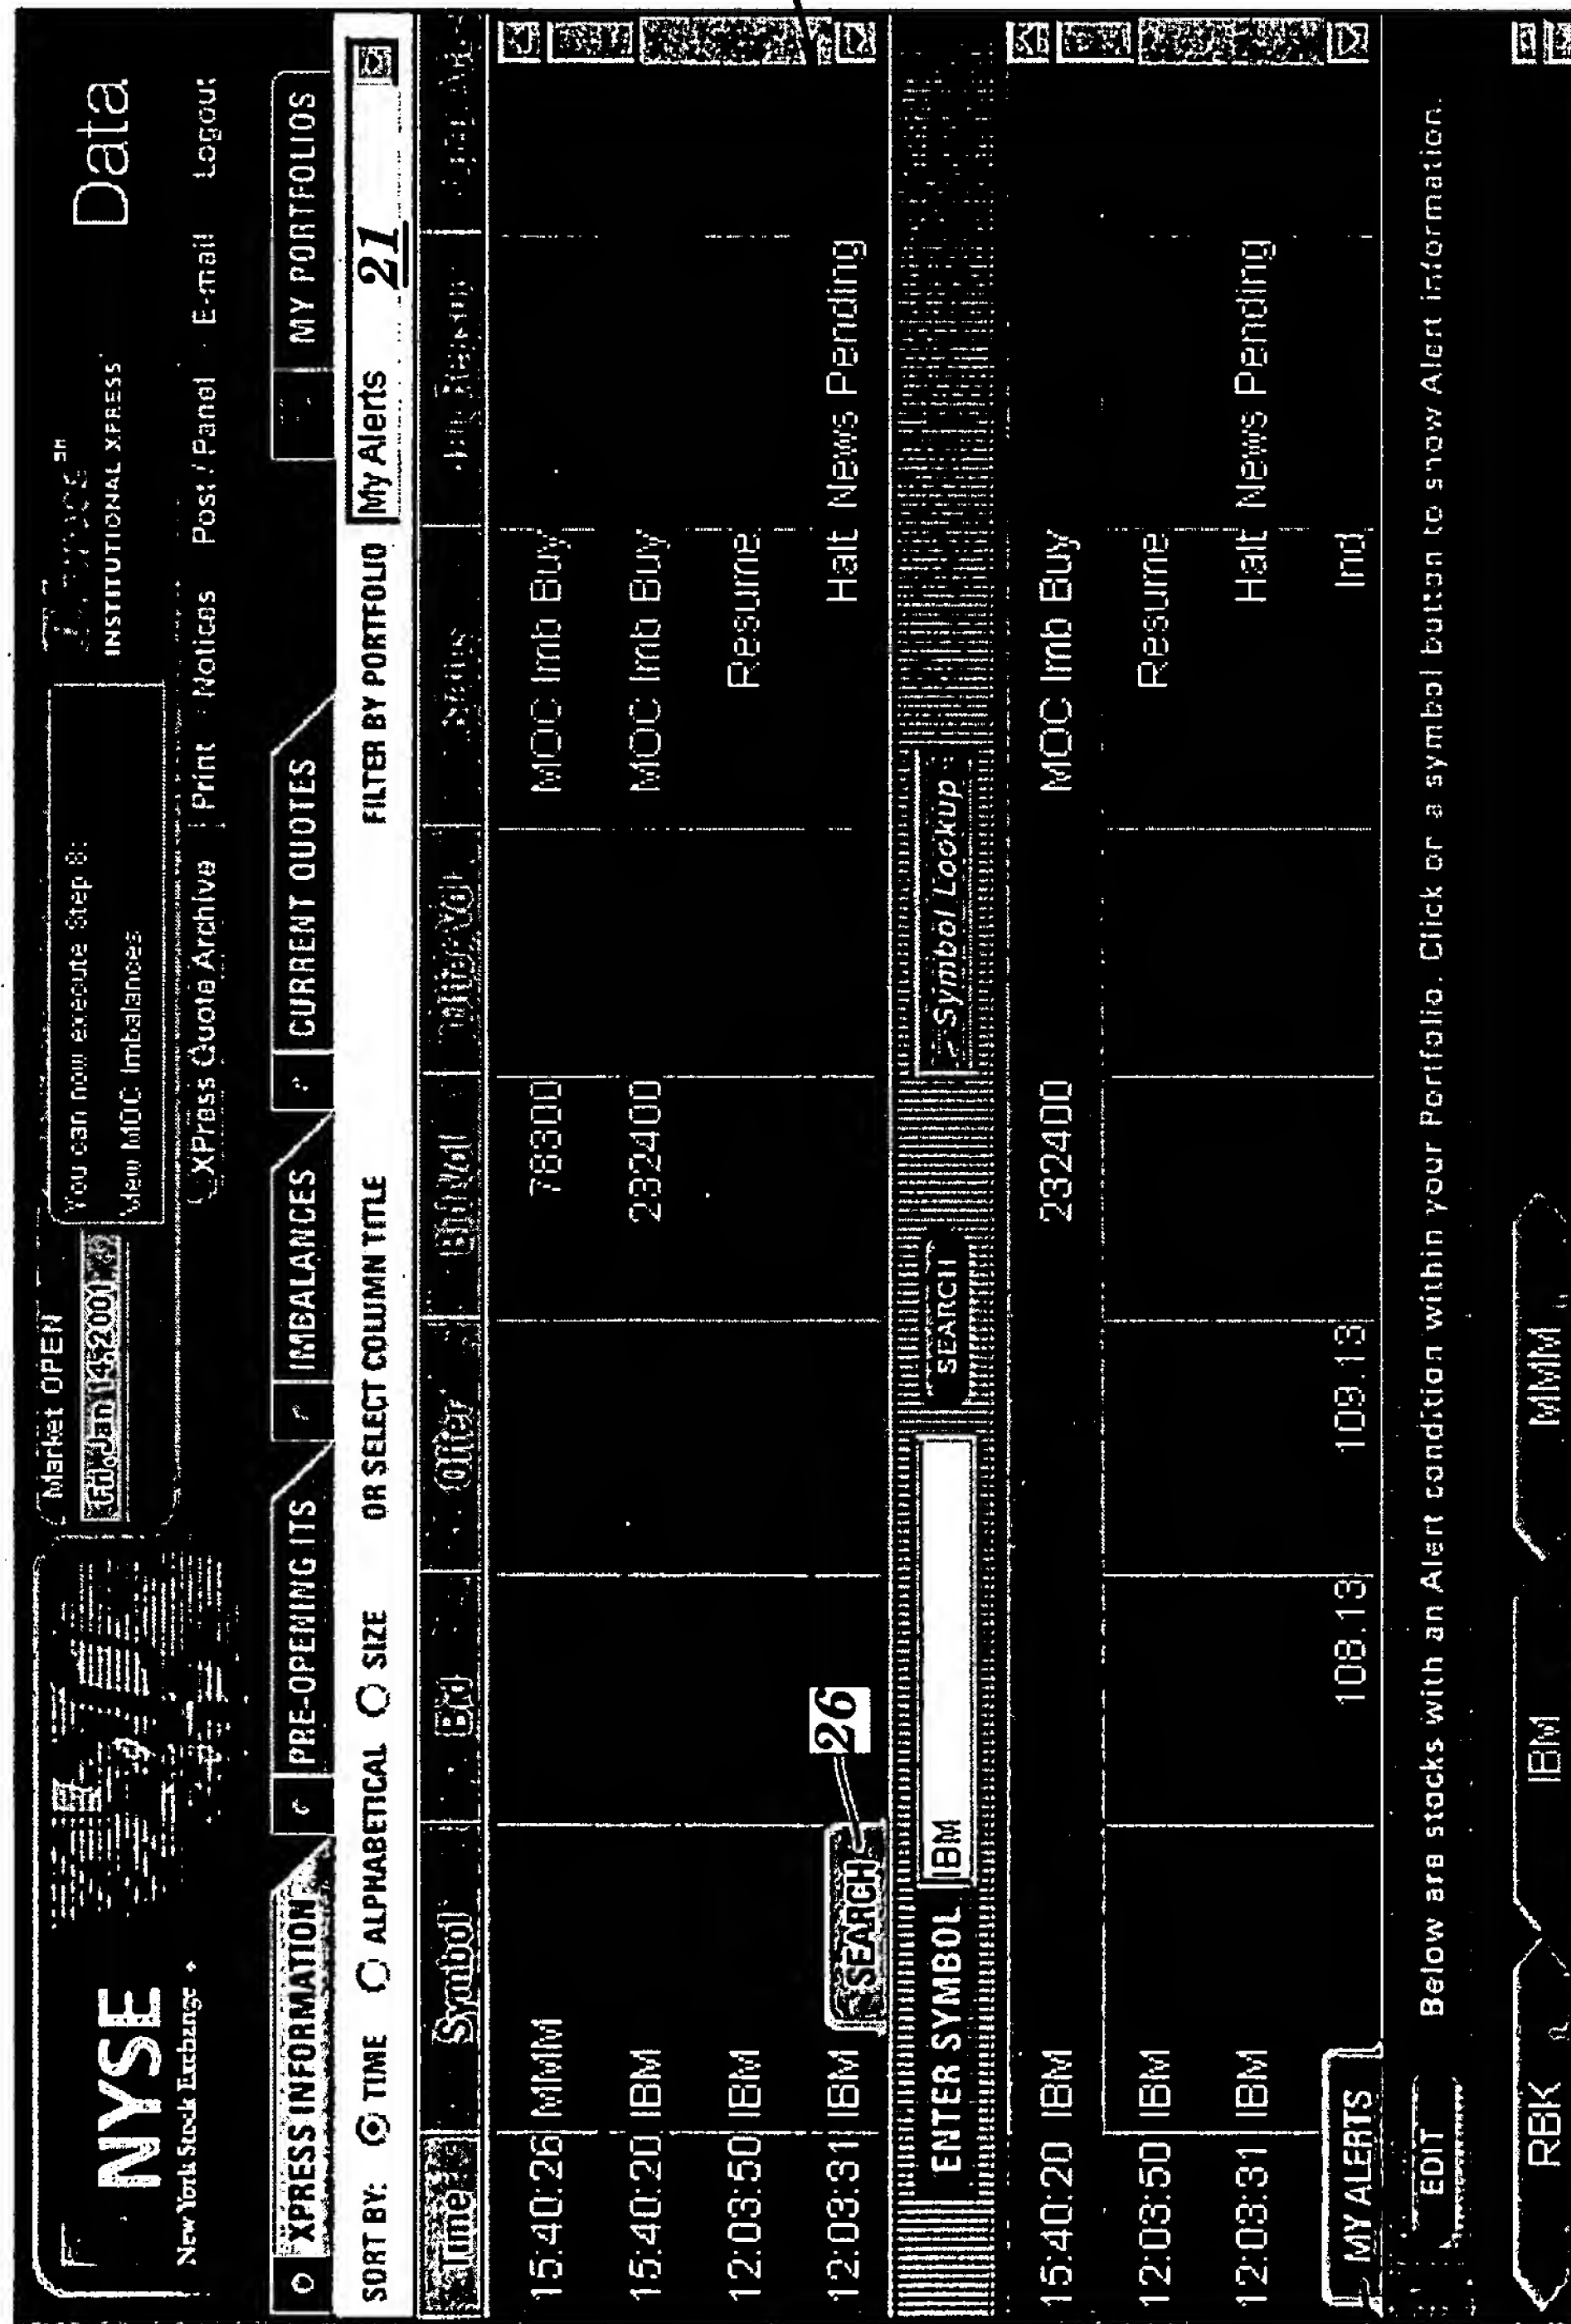 NYSE
New York Stock Exchange
Market OPEN
Fri, Jan 14, 2001
You can now execute Step 8:
View MOC Imbalances
INSTITUTIONAL XPRESS
SM
Data
XPress Quote Archive | Print Notices Post/Panel E-mail Logout
XPRESS INFORMATION PRE-OPENING ITS IMBALANCES CURRENT QUOTES MY PORTFOLIOS
SORT BY: TIME ALPHABETICAL SIZE OR SELECT COLUMN TITLE FILTER BY PORTFOLIO My Alerts 21
Time Symbol Bid Offer Bid Vol Offer Vol Status
15:40:26 MMM 78300 MOC Imb Buy
15:40:20 IBM 232400 MOC Imb Buy
12:03:50 IBM Resume
12:03:31 IBM Halt News Pending
SEARCH 26
ENTER SYMBOL IBM SEARCH Symbol Lookup
15:40:20 IBM 232400 MOC Imb Buy
12:03:50 IBM Resume
12:03:31 IBM Halt News Pending
108.13 109.13 Ind
MY ALERTS
EDIT Below are stocks with an Alert condition within your Portfolio. Click on a symbol button to show Alert information.
RBK IBM MMM